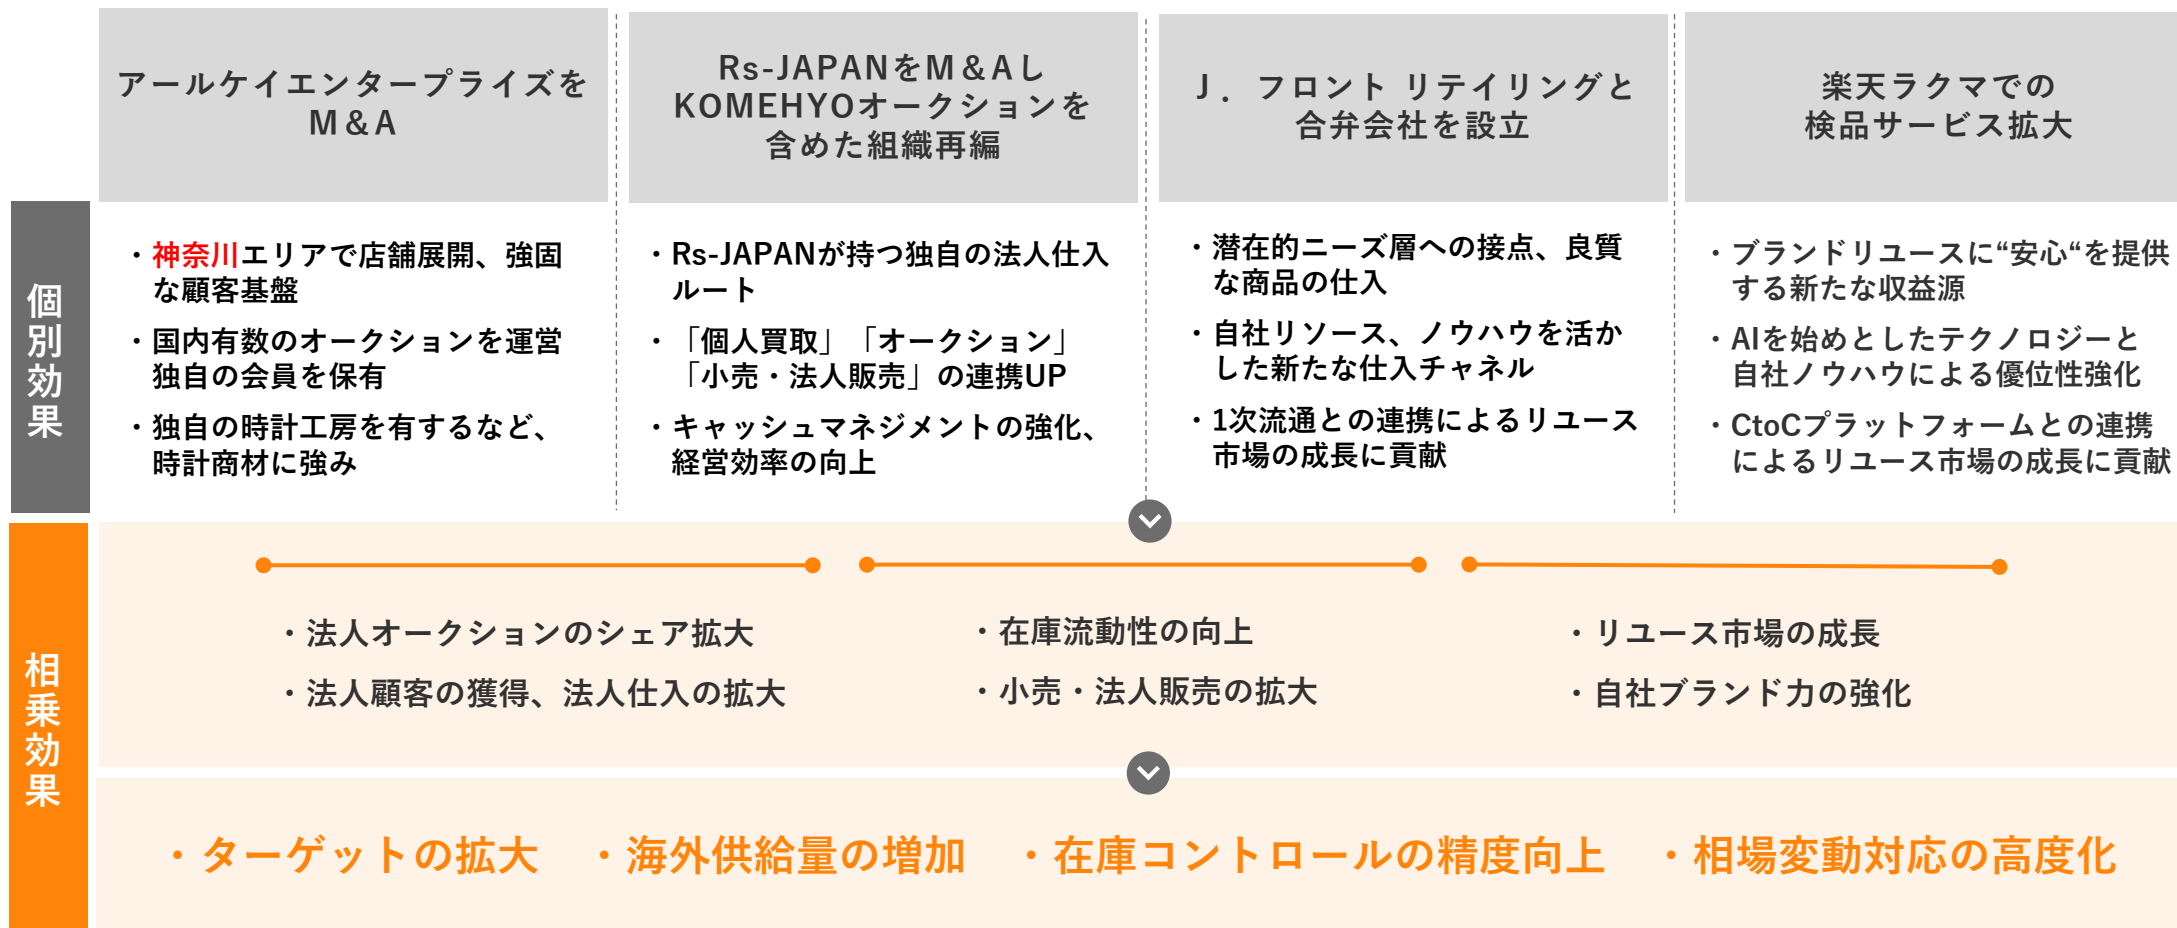 アールケイエンタープライズを
M＆A
Rs-JAPANをM＆Aし
KOMEHYOオークションを
含めた組織再編
J．フロント リテイリングと
合弁会社を設立
楽天ラクマでの
検品サービス拡大
個別効果
・神奈川エリアで店舗展開、強固
な顧客基盤
・国内有数のオークションを運営
独自の会員を保有
・独自の時計工房を有するなど、
時計商材に強み
・Rs-JAPANが持つ独自の法人仕入
ルート
・「個人買取」「オークション」
「小売・法人販売」の連携UP
・キャッシュマネジメントの強化、
経営効率の向上
・潜在的ニーズ層への接点、良質
な商品の仕入
・自社リソース、ノウハウを活か
した新たな仕入チャネル
・1次流通との連携によるリユース
市場の成長に貢献
・ブランドリユースに“安心“を提供
する新たな収益源
・AIを始めとしたテクノロジーと
自社ノウハウによる優位性強化
・CtoCプラットフォームとの連携
によるリユース市場の成長に貢献
相乗効果
・法人オークションのシェア拡大
・法人顧客の獲得、法人仕入の拡大
・在庫流動性の向上
・小売・法人販売の拡大
・リユース市場の成長
・自社ブランド力の強化
・ターゲットの拡大 ・海外供給量の増加 ・在庫コントロールの精度向上 ・相場変動対応の高度化